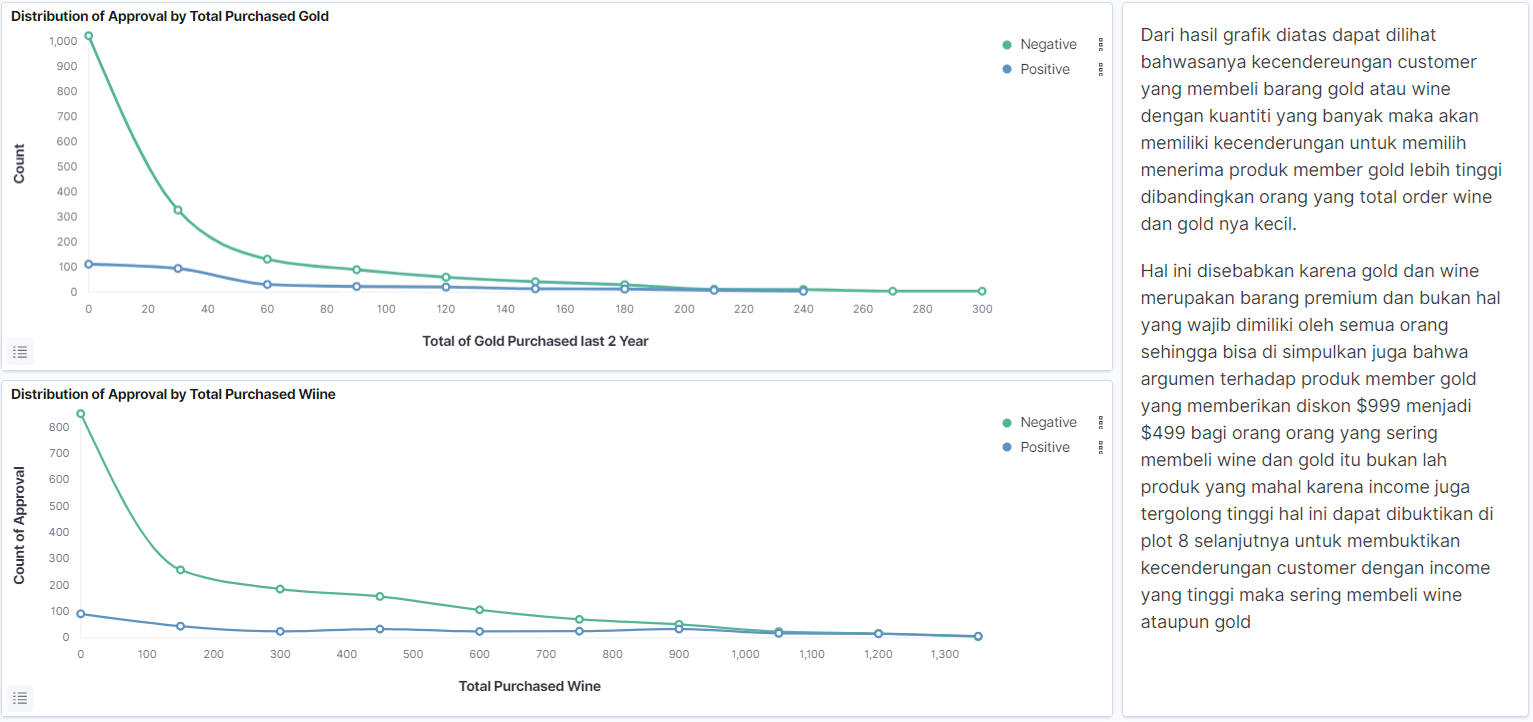 Distribution of Approval by Total Purchased Gold
Negative
Positive
1,000
900
800
700
600
500
400
300
200
100
0
Count
0 20 40 60 80 100 120 140 160 180 200 220 240 260 280 300
Total of Gold Purchased last 2 Year
Distribution of Approval by Total Purchased Wiine
Negative
Positive
800
700
600
500
400
300
200
100
0
Count of Approval
0 100 200 300 400 500 600 700 800 900 1,000 1,100 1,200 1,300
Total Purchased Wine
Dari hasil grafik diatas dapat dilihat
bahwasanya kecendereungan customer
yang membeli barang gold atau wine
dengan kuantiti yang banyak maka akan
memiliki kecenderungan untuk memilih
menerima produk member gold lebih tinggi
dibandingkan orang yang total order wine
dan gold nya kecil.
Hal ini disebabkan karena gold dan wine
merupakan barang premium dan bukan hal
yang wajib dimiliki oleh semua orang
sehingga bisa di simpulkan juga bahwa
argumen terhadap produk member gold
yang memberikan diskon $999 menjadi
$499 bagi orang orang yang sering
membeli wine dan gold itu bukan lah
produk yang mahal karena income juga
tergolong tinggi hal ini dapat dibuktikan di
plot 8 selanjutnya untuk membuktikan
kecenderungan customer dengan income
yang tinggi maka sering membeli wine
ataupun gold